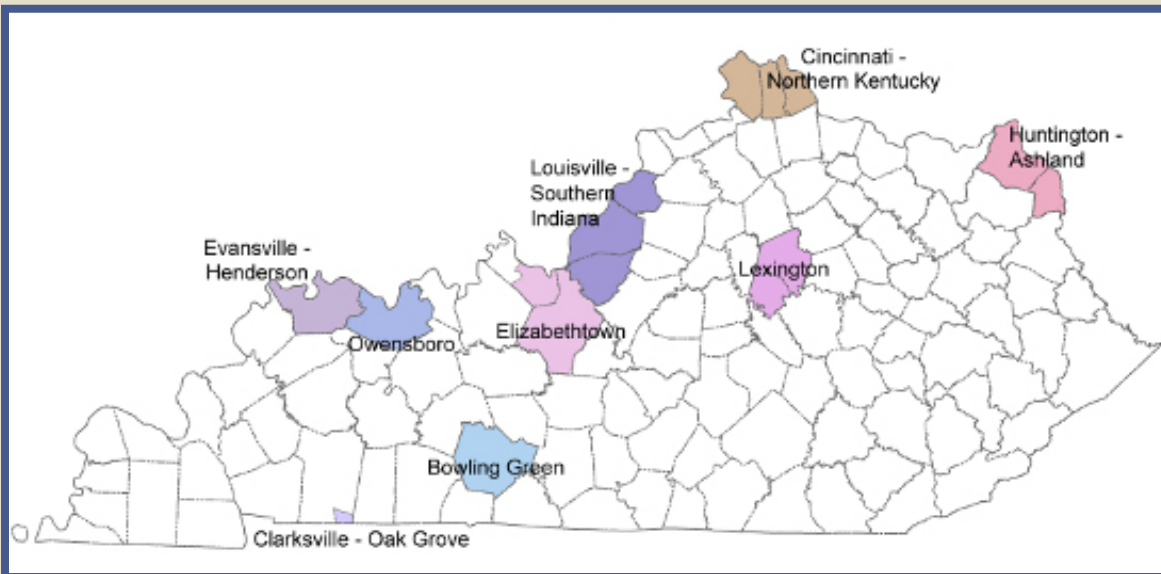 Cincinnati -
Northern Kentucky
Huntington -
Ashland
Louisville -
Southern
Indiana
Evansville -
Henderson
Lexington
Elizabethtown
Owensboro
Bowling Green
Clarksville - Oak Grove